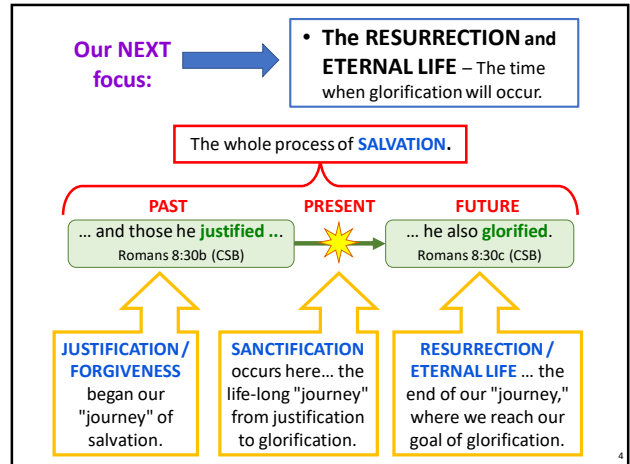 Our NEXT
focus:
• The RESURRECTION and
ETERNAL LIFE – The time
when glorification will occur.
The whole process of SALVATION.
PAST
PRESENT
FUTURE
... and those he justified ...
Romans 8:30b (CSB)
... he also glorified.
Romans 8:30c (CSB)
JUSTIFICATION /
FORGIVENESS
began our
"journey" of
salvation.
SANCTIFICATION
occurs here... the
life-long "journey"
from justification
to glorification.
RESURRECTION /
ETERNAL LIFE ... the
end of our "journey,"
where we reach our
goal of glorification.
4